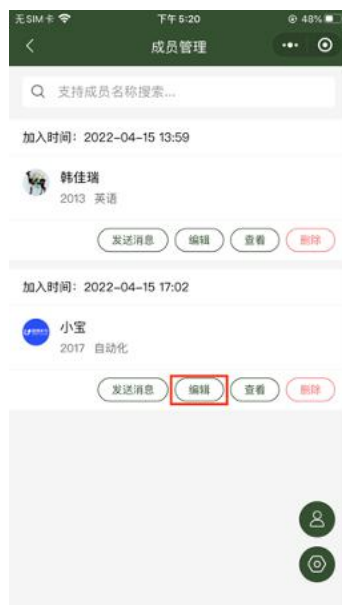 无SIM卡 下午5:20 48%
成员管理
支持成员名称搜索...
加入时间：2022-04-15 13:59
韩佳瑞
2013 英语
发送消息 编辑 查看 删除
加入时间：2022-04-15 17:02
小宝
2017 自动化
发送消息 编辑 查看 删除